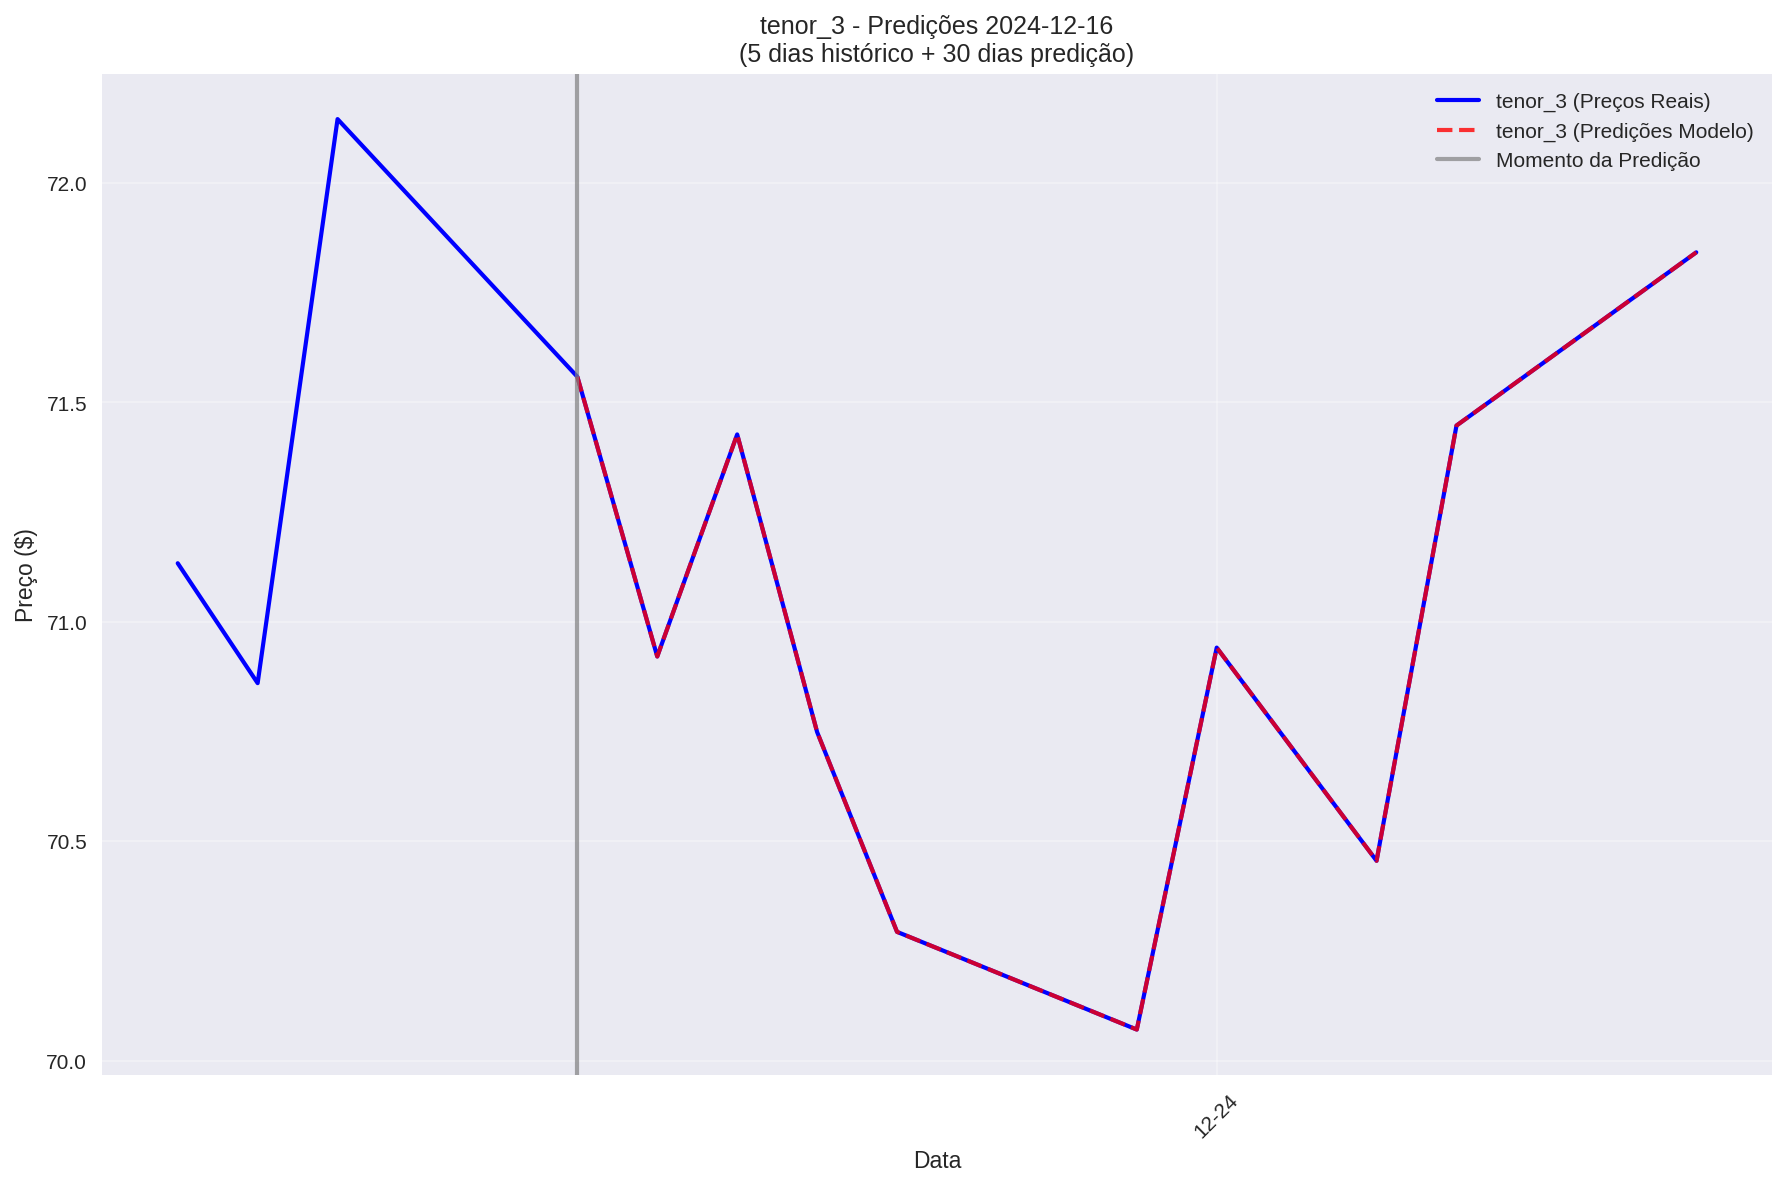 tenor_3 - Predições 2024-12-16
(5 dias histórico + 30 dias predição)
tenor_3 (Preços Reais)
tenor_3 (Predições Modelo)
Momento da Predição
Preço ($)
72.0
71.5
71.0
70.5
70.0
12-24
Data